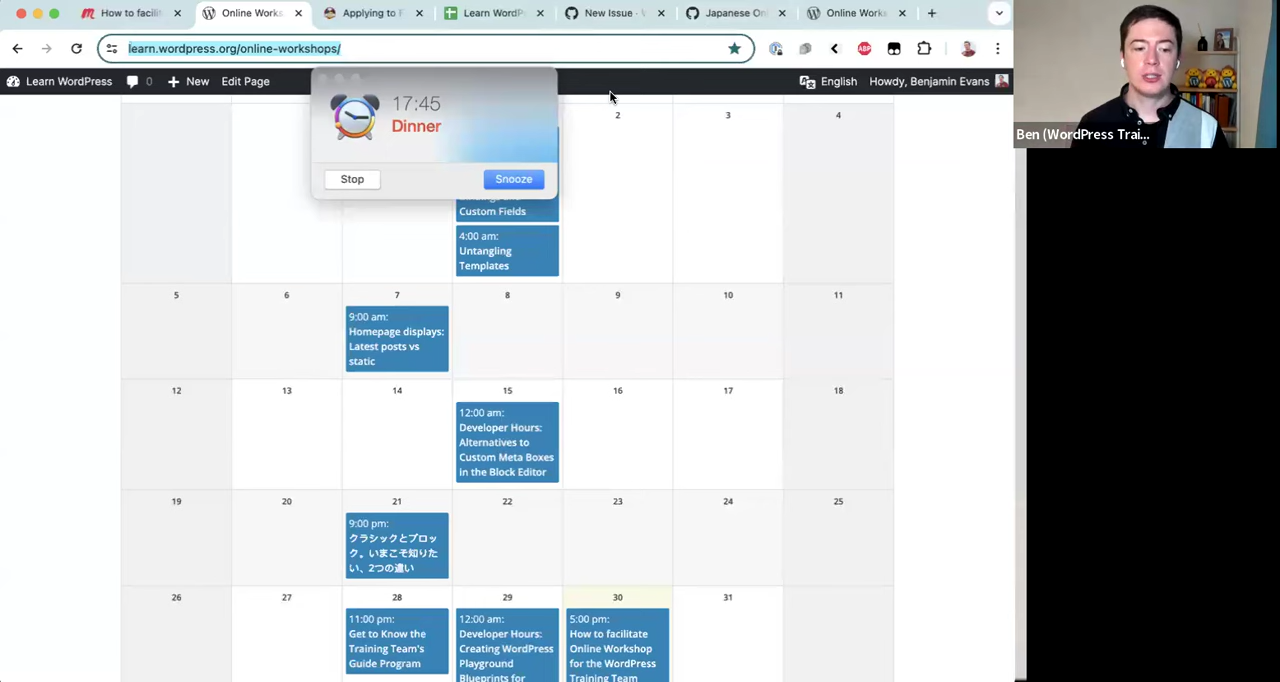 How to facili
Online Works
Applying to
Learn WordP
New Issue ·
Japanese On
Online Works
learn.wordpress.org/online-workshops/
ABP
Learn WordPress
0
New
Edit Page
English
Howdy, Benjamin Evans
17:45
Dinner
Stop
Snooze
Ben (WordPress Trai...
2
3
4
Custom Fields
4:00 am:
Untangling
Templates
5
6
7
8
9
10
11
9:00 am:
Homepage displays:
Latest posts vs
static
12
13
14
15
16
17
18
12:00 am:
Developer Hours:
Alternatives to
Custom Meta Boxes
in the Block Editor
19
20
21
22
23
24
25
9:00 pm:
クラシックとブロッ
ク。いまこそ知りた
い、2つの違い
26
27
28
29
30
31
11:00 pm:
Get to Know the
Training Team's
Guide Program
12:00 am:
Developer Hours:
Creating WordPress
Playground
Blueprints for
5:00 pm:
How to facilitate
Online Workshop
for the WordPress
Training Team